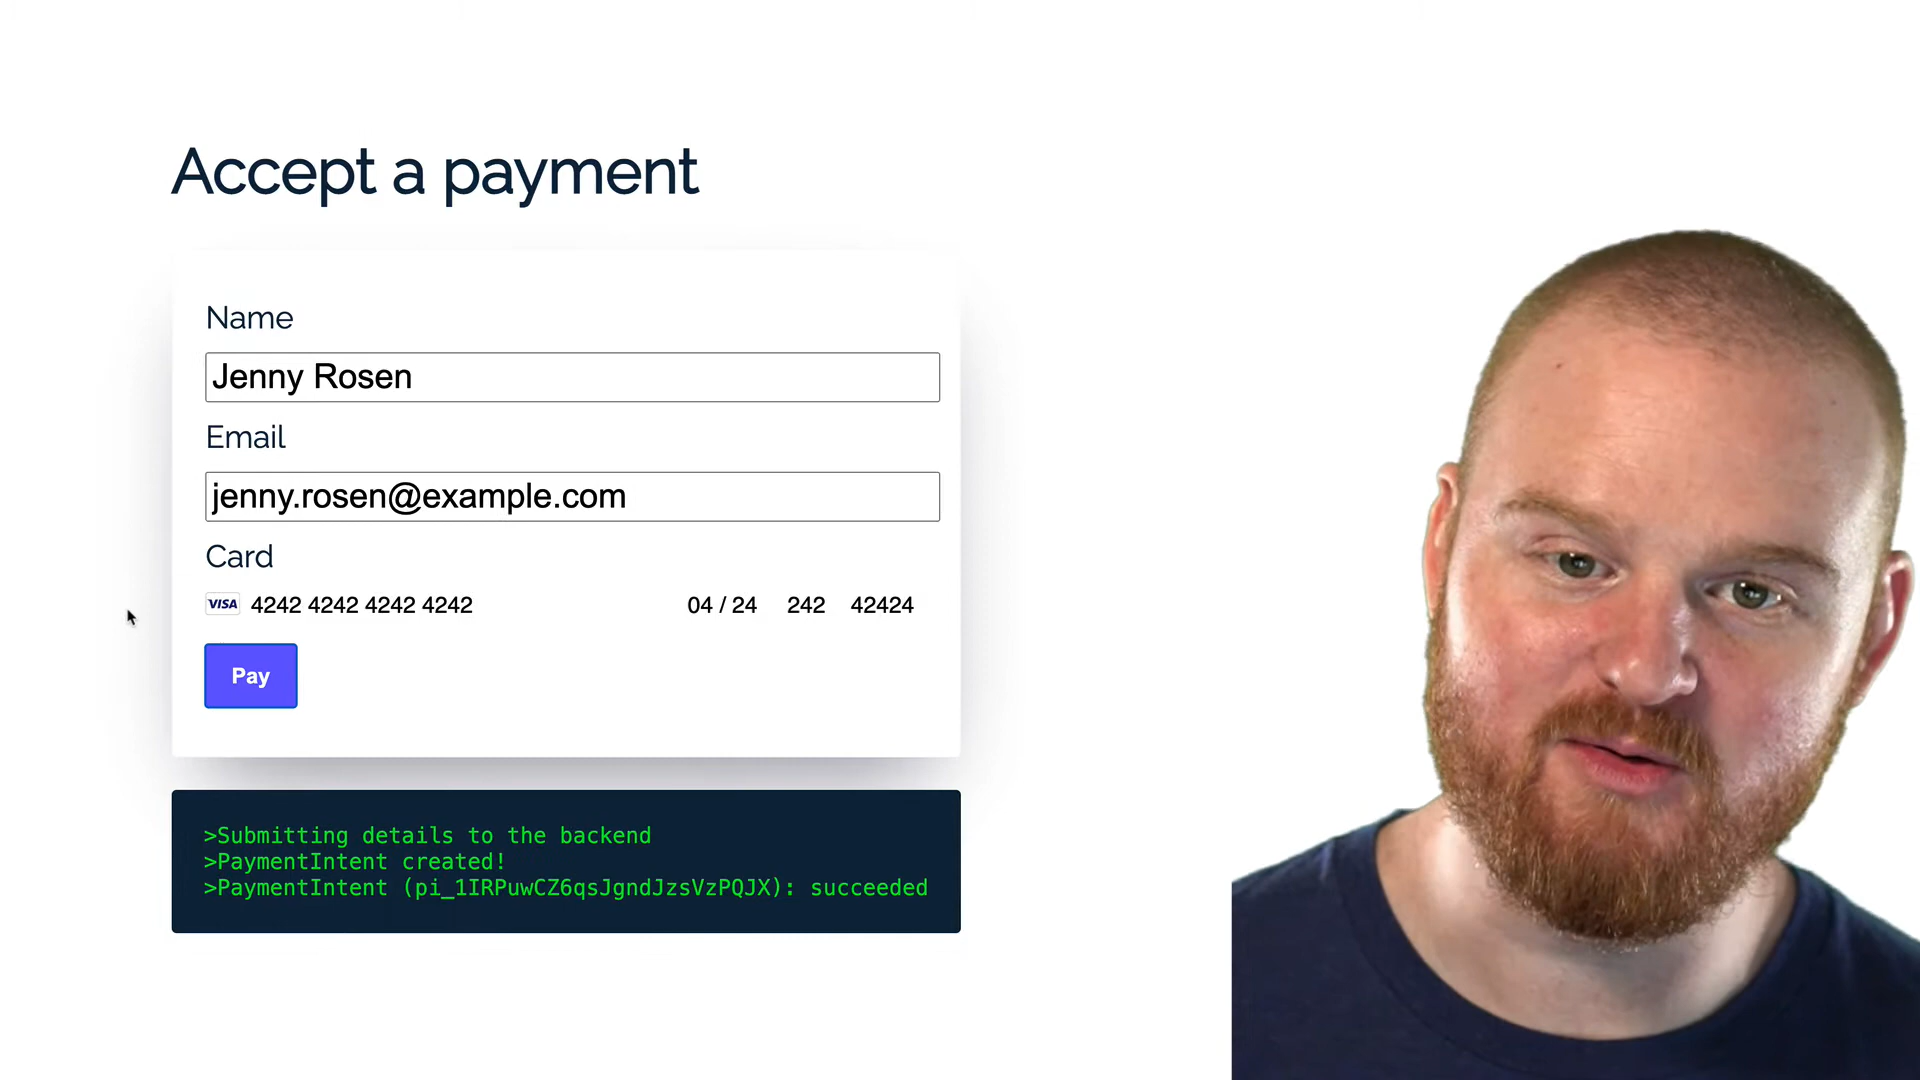 Accept a payment
Name
Jenny Rosen
Email
jenny.rosen@example.com
Card
VISA 4242 4242 4242 4242 04 / 24 242 42424
Pay
>Submitting details to the backend
>PaymentIntent created!
>PaymentIntent (pi_1IRPuwCZ6qsJgndJzsVzPQJX): succeeded